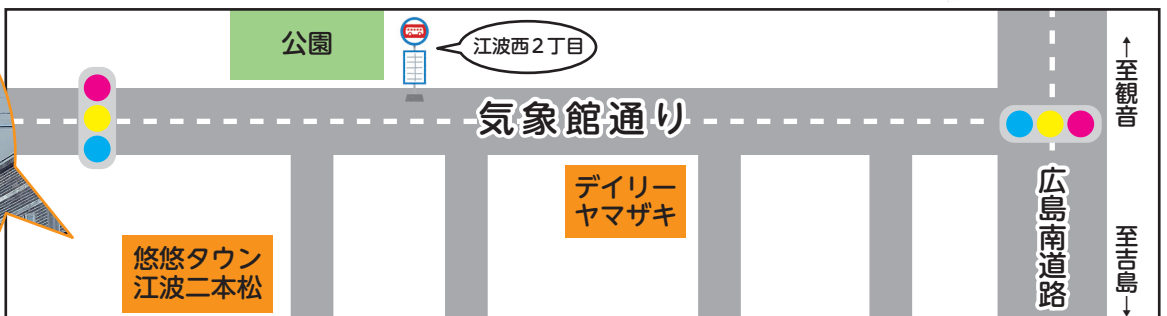 公園
江波西2丁目
気象館通り
デイリー
ヤマザキ
悠悠タウン
江波二本松
広島南道路
↑至観音
至吉島↓